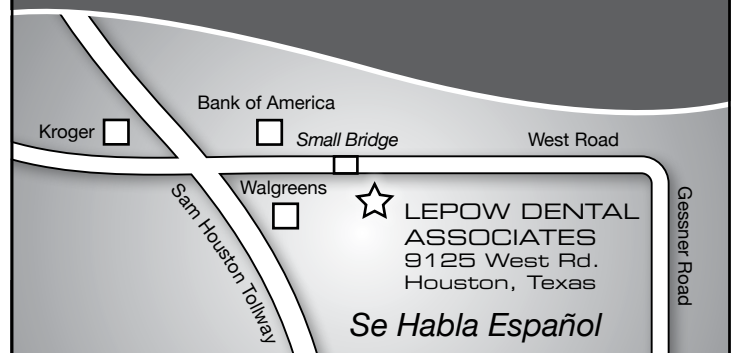 Bank of America
Kroger
Small Bridge
West Road
Walgreens
Sam Houston Tollway
Gessner Road
LEPOW DENTAL
ASSOCIATES
9125 West Rd.
Houston, Texas
Se Habla Español